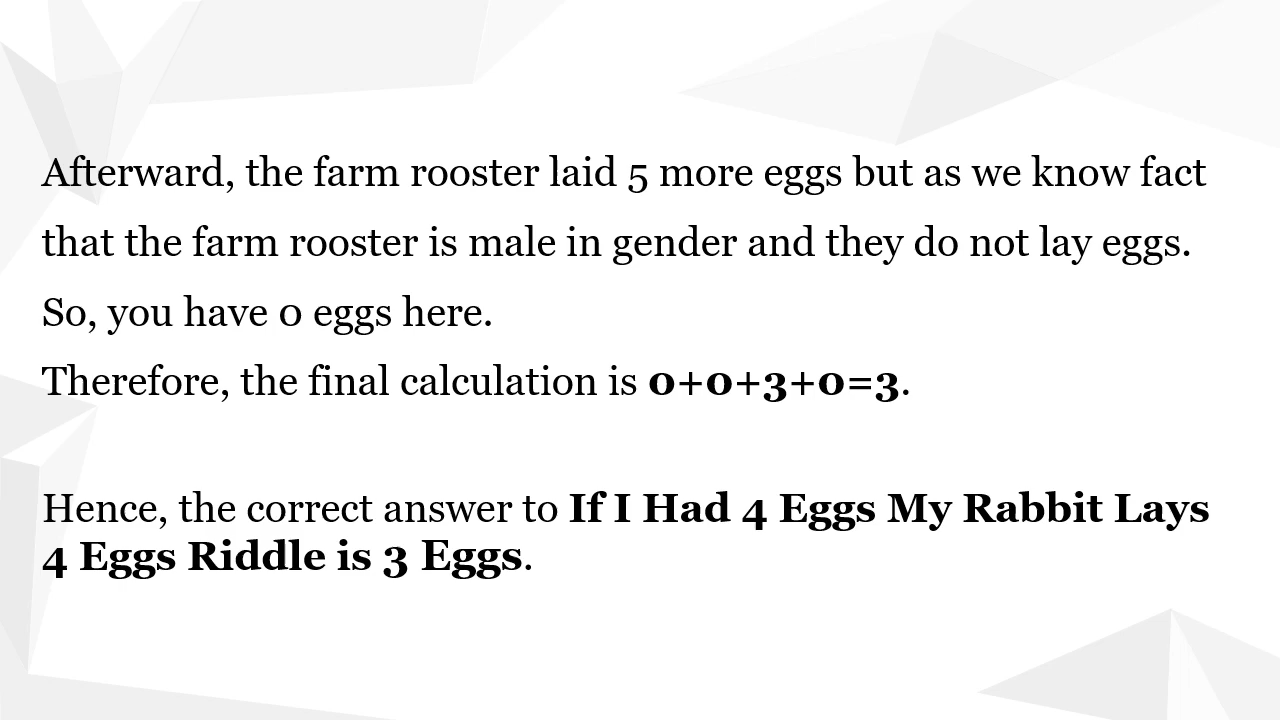 Afterward, the farm rooster laid 5 more eggs but as we know fact
that the farm rooster is male in gender and they do not lay eggs.
So, you have 0 eggs here.
Therefore, the final calculation is 0+0+3+0=3.
Hence, the correct answer to If I Had 4 Eggs My Rabbit Lays
4 Eggs Riddle is 3 Eggs.